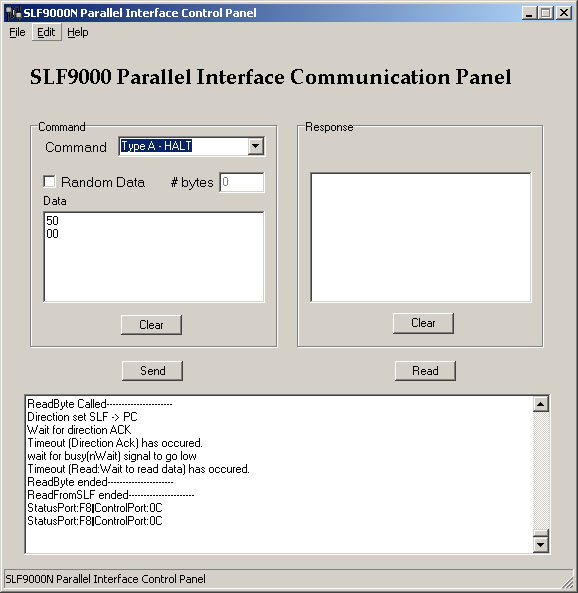 SLF9000N Parallel Interface Control Panel
File Edit Help
SLF9000 Parallel Interface Communication Panel
Command
Command Type A - HALT
Random Data # bytes 0
Data
50
00
Clear
Send
Response
Clear
Read
ReadByte Called----------------------
Direction set SLF -> PC
Wait for direction ACK
Timeout (Direction Ack) has occured.
wait for busy(nWait) signal to go low
Timeout (Read:Wait to read data) has occured.
ReadByte ended----------------------
ReadFromSLF ended----------------------
StatusPort:F8||ControlPort:0C
StatusPort:F8||ControlPort:0C
SLF9000N Parallel Interface Control Panel